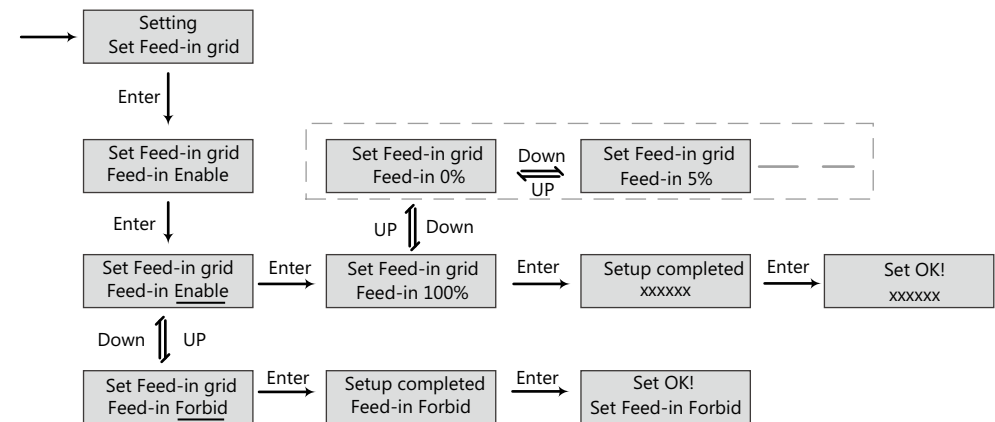 Setting
Set Feed-in grid
Enter
Set Feed-in grid
Feed-in Enable
Set Feed-in grid
Feed-in 0%
Down
UP
Set Feed-in grid
Feed-in 5%
Enter
UP
Down
Set Feed-in grid
Feed-in Enable
Enter
Set Feed-in grid
Feed-in 100%
Enter
Setup completed
xxxxxx
Enter
Set OK!
xxxxxx
Down
UP
Set Feed-in grid
Feed-in Forbid
Enter
Setup completed
Feed-in Forbid
Enter
Set OK!
Set Feed-in Forbid